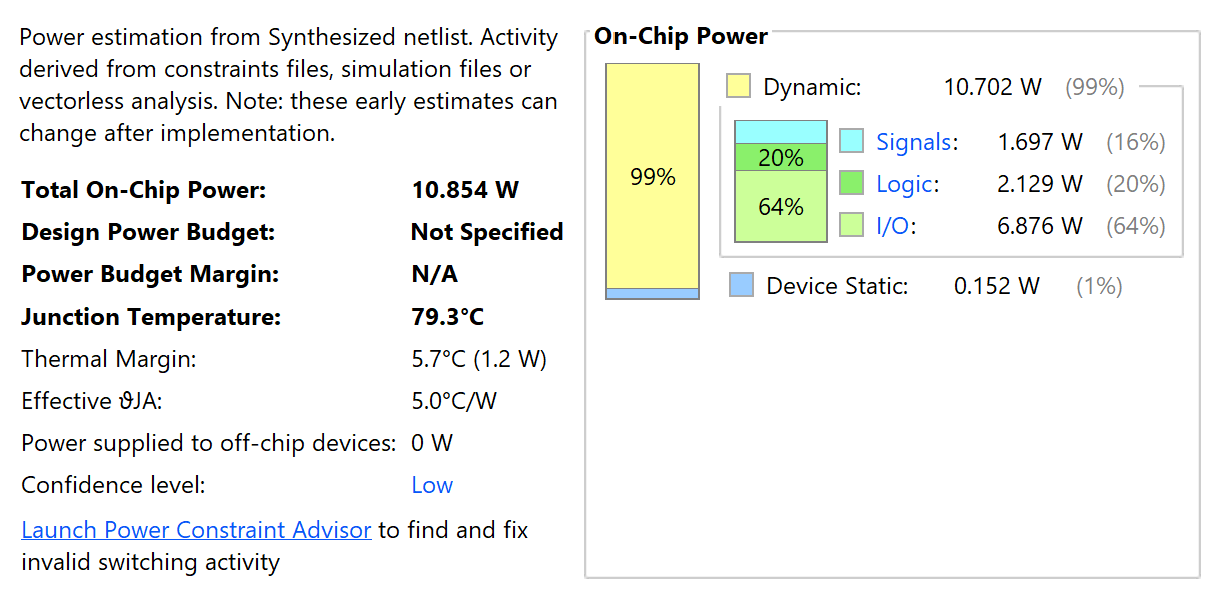 Power estimation from Synthesized netlist. Activity
derived from constraints files, simulation files or
vectorless analysis. Note: these early estimates can
change after implementation.
Total On-Chip Power: 10.854 W
Design Power Budget: Not Specified
Power Budget Margin: N/A
Junction Temperature: 79.3°C
Thermal Margin: 5.7°C (1.2 W)
Effective ϑJA: 5.0°C/W
Power supplied to off-chip devices: 0 W
Confidence level: Low
Launch Power Constraint Advisor to find and fix
invalid switching activity
On-Chip Power
99%
Dynamic: 10.702 W (99%)
20%
64%
Signals: 1.697 W (16%)
Logic: 2.129 W (20%)
I/O: 6.876 W (64%)
Device Static: 0.152 W (1%)